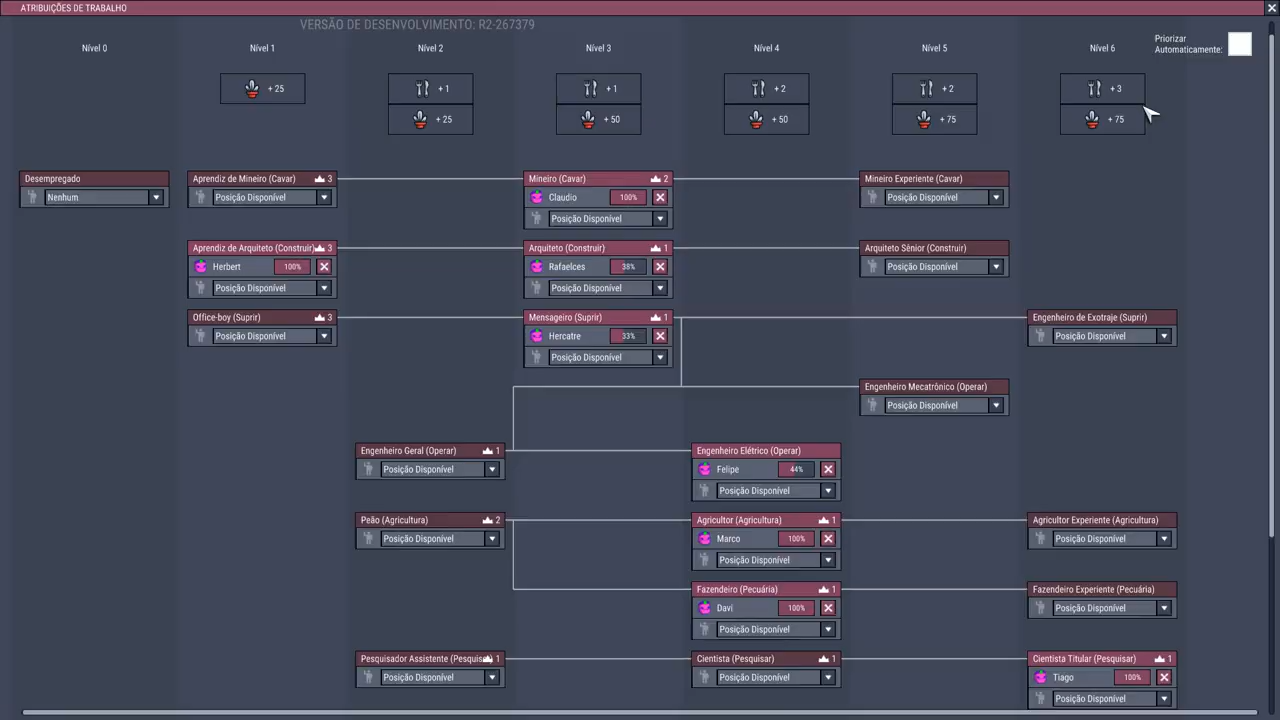 ATRIBUIÇÕES DE TRABALHO
VERSÃO DE DESENVOLVIMENTO: R2-267379
Nível 0
Nível 1
Nível 2
Nível 3
Nível 4
Nível 5
Nível 6
Priorizar
Automaticamente:
+ 25
+ 1
+ 1
+ 2
+ 2
+ 3
+ 25
+ 50
+ 50
+ 75
+ 75
Desempregado
Nenhum
Aprendiz de Mineiro (Cavar) 3
Posição Disponível
Mineiro (Cavar) 2
Claudio 100%
Posição Disponível
Mineiro Experiente (Cavar)
Posição Disponível
Aprendiz de Arquiteto (Construir) 3
Herbert 100%
Posição Disponível
Arquiteto (Construir) 1
Rafaelces 38%
Posição Disponível
Arquiteto Sênior (Construir)
Posição Disponível
Office-boy (Suprir) 3
Posição Disponível
Mensageiro (Suprir) 1
Hercatre 33%
Posição Disponível
Engenheiro de Exotraje (Suprir)
Posição Disponível
Engenheiro Mecatrônico (Operar)
Posição Disponível
Engenheiro Geral (Operar) 1
Posição Disponível
Engenheiro Elétrico (Operar)
Felipe 44%
Posição Disponível
Peão (Agricultura) 2
Posição Disponível
Agricultor (Agricultura) 1
Marco 100%
Posição Disponível
Agricultor Experiente (Agricultura)
Posição Disponível
Fazendeiro (Pecuária) 1
Davi 100%
Posição Disponível
Fazendeiro Experiente (Pecuária)
Posição Disponível
Pesquisador Assistente (Pesquisar) 1
Posição Disponível
Cientista (Pesquisar) 1
Posição Disponível
Cientista Titular (Pesquisar) 1
Tiago 100%
Posição Disponível